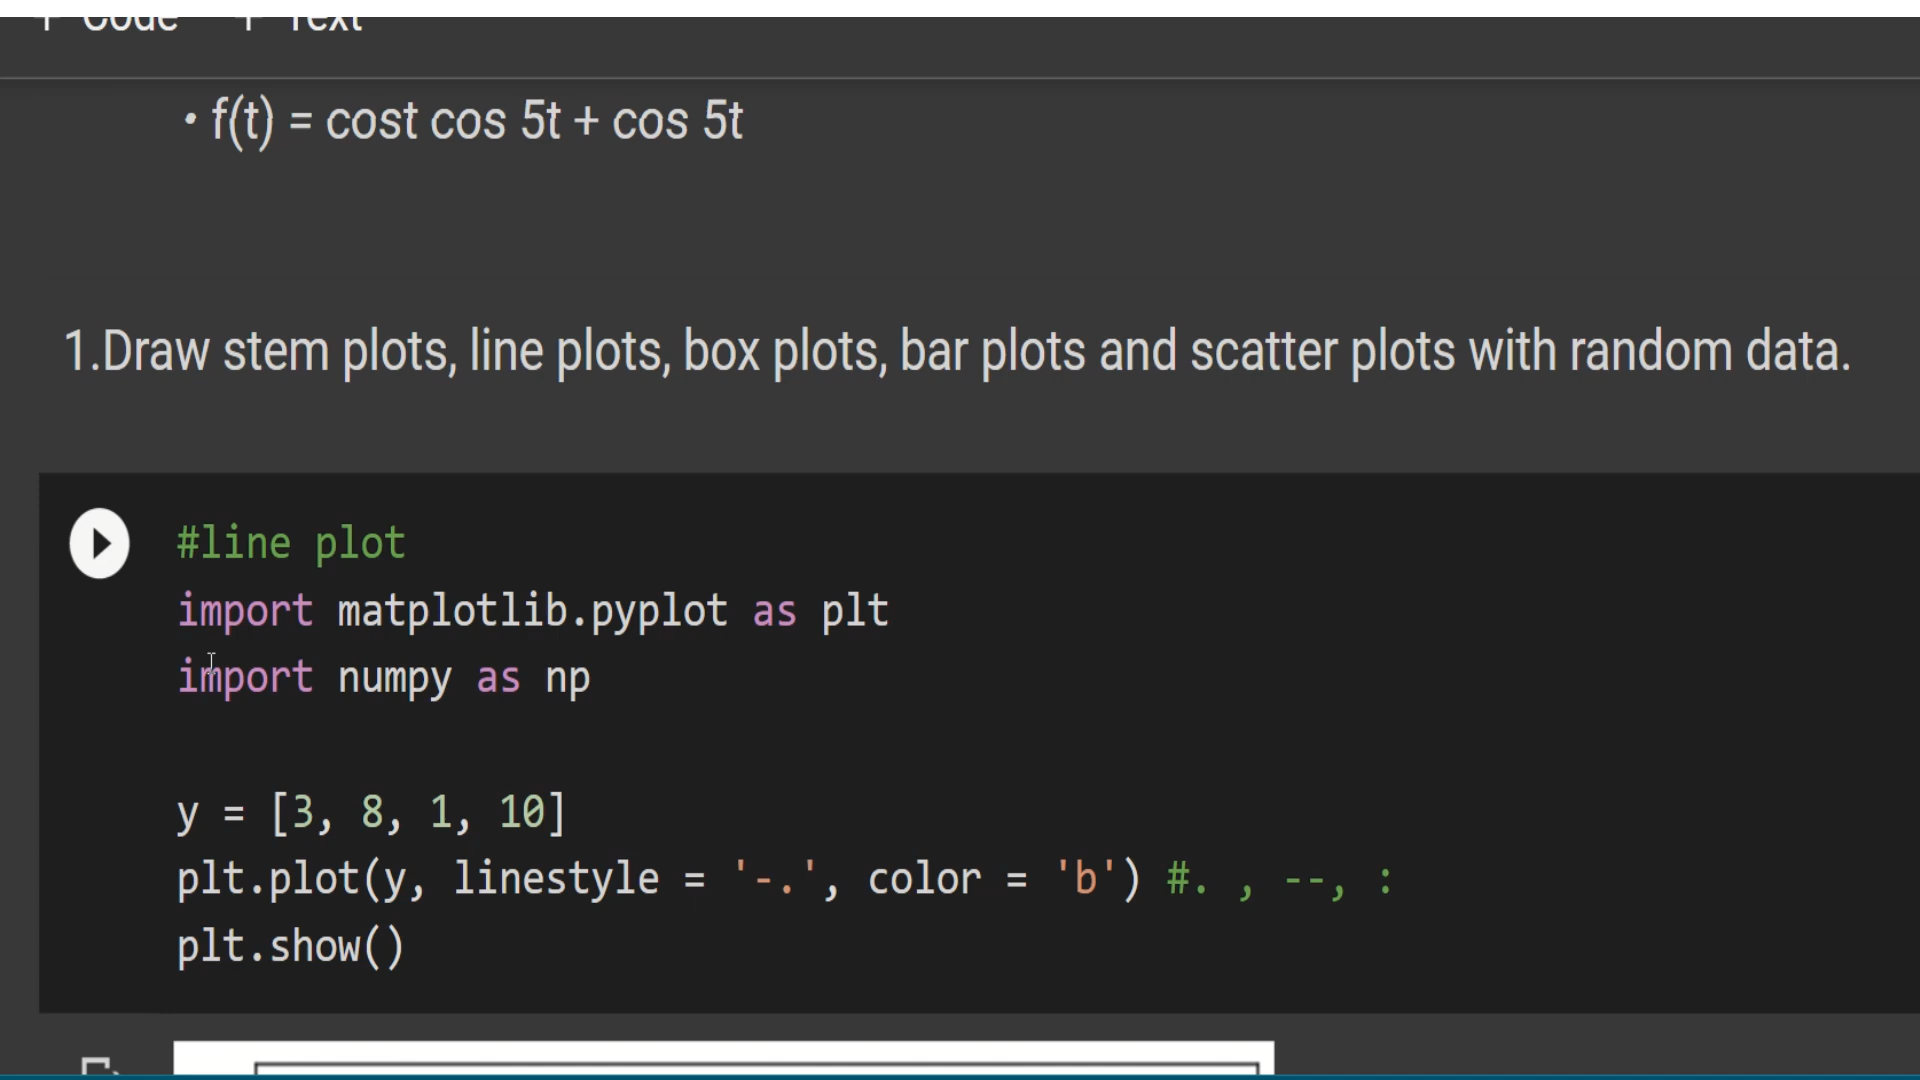 + Code + Text
• f(t) = cost cos 5t + cos 5t
1.Draw stem plots, line plots, box plots, bar plots and scatter plots with random data.
#line plot
import matplotlib.pyplot as plt
import numpy as np
y = [3, 8, 1, 10]
plt.plot(y, linestyle = '-.', color = 'b') #. , --, :
plt.show()